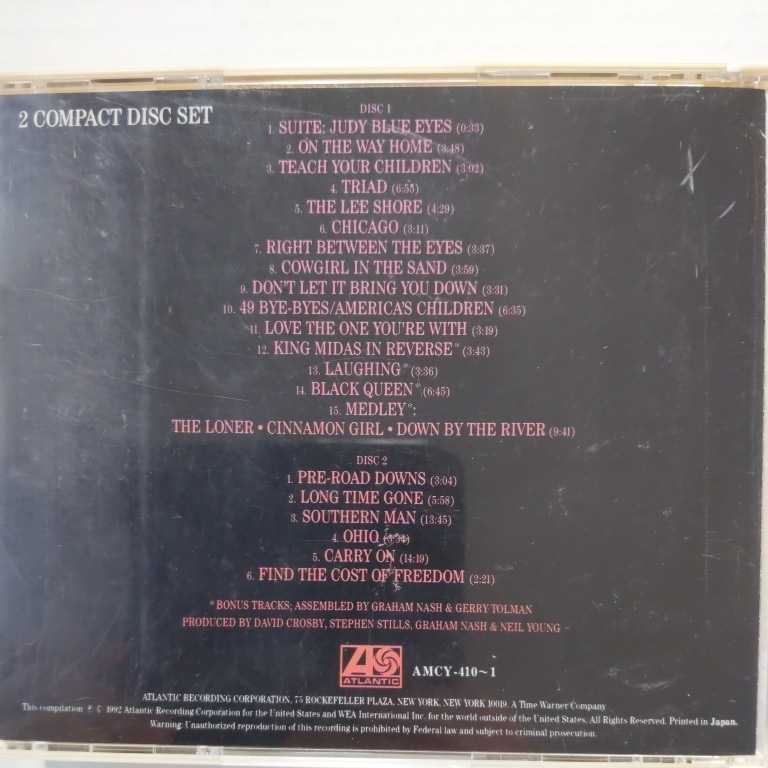 2 COMPACT DISC SET
DISC 1
1. SUITE: JUDY BLUE EYES (0:33)
2. ON THE WAY HOME (3:48)
3. TEACH YOUR CHILDREN (3:02)
4. TRIAD (6:55)
5. THE LEE SHORE (4:29)
6. CHICAGO (3:11)
7. RIGHT BETWEEN THE EYES (3:37)
8. COWGIRL IN THE SAND (3:59)
9. DON'T LET IT BRING YOU DOWN (3:31)
10. 49 BYE-BYES/AMERICA'S CHILDREN (6:35)
11. LOVE THE ONE YOU'RE WITH (3:19)
12. KING MIDAS IN REVERSE* (3:43)
13. LAUGHING* (3:36)
14. BLACK QUEEN* (6:45)
15. MEDLEY*:
THE LONER • CINNAMON GIRL • DOWN BY THE RIVER (9:41)
DISC 2
1. PRE-ROAD DOWNS (3:04)
2. LONG TIME GONE (5:58)
3. SOUTHERN MAN (13:45)
4. OHIO
5. CARRY ON (14:19)
6. FIND THE COST OF FREEDOM (2:21)
*BONUS TRACKS; ASSEMBLED BY GRAHAM NASH & GERRY TOLMAN
PRODUCED BY DAVID CROSBY, STEPHEN STILLS, GRAHAM NASH & NEIL YOUNG
ATLANTIC
AMCY-410~1
ATLANTIC RECORDING CORPORATION, 75 ROCKEFELLER PLAZA, NEW YORK, NEW YORK 10019. A Time Warner Company
This compilation ℗ © 1992 Atlantic Recording Corporation for the United States and WEA International Inc. for the world outside of the United States. All Rights Reserved. Printed in Japan.
Warning: Unauthorized reproduction of this recording is prohibited by Federal law and subject to criminal prosecution.